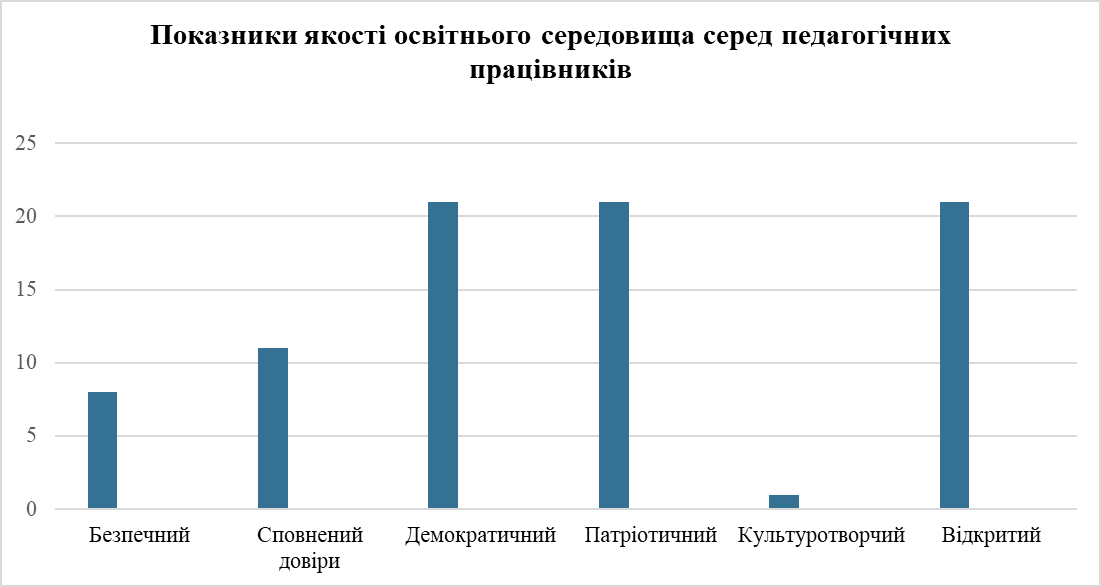 Показники якості освітнього середовища серед педагогічних
працівників
25
20
15
10
5
0
Безпечний
Сповнений
довіри
Демократичний
Патріотичний
Культуротворчий
Відкритий